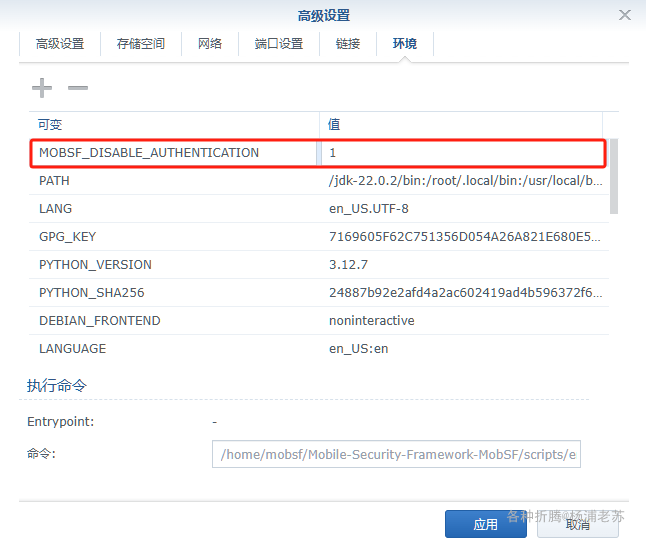 高级设置
高级设置 存储空间 网络 端口设置 链接 环境
可变 值
MOBSF_DISABLE_AUTHENTICATION 1
PATH /jdk-22.0.2/bin:/root/.local/bin:/usr/local/b...
LANG en_US.UTF-8
GPG_KEY 7169605F62C751356D054A26A821E680E5...
PYTHON_VERSION 3.12.7
PYTHON_SHA256 24887b92e2afd4a2ac602419ad4b596372f6...
DEBIAN_FRONTEND noninteractive
LANGUAGE en_US:en
执行命令
Entrypoint: -
命令: /home/mobsf/Mobile-Security-Framework-MobSF/scripts/e
应用 取消
各种折腾@杨浦老苏